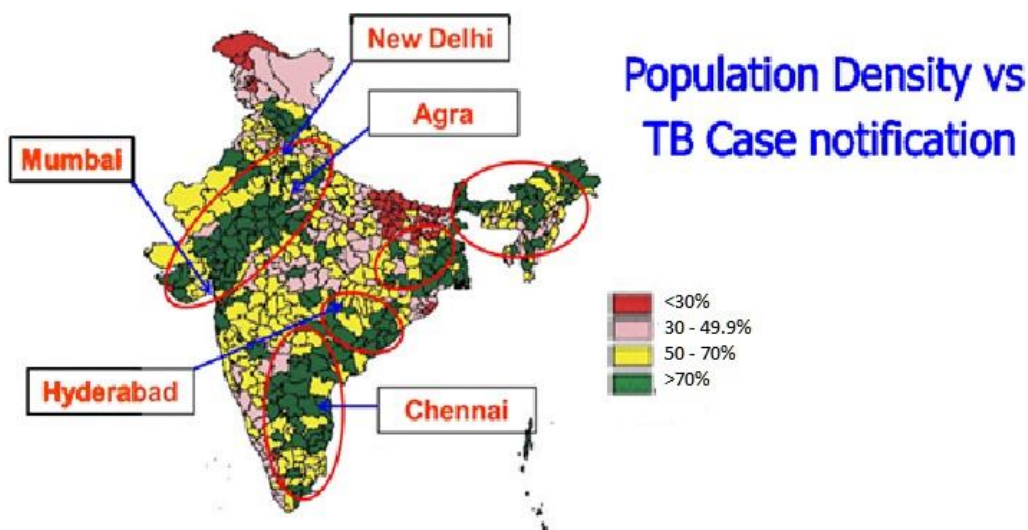 New Delhi
Population Density vs
TB Case notification
Agra
Mumbai
<30%
30 - 49.9%
50 - 70%
>70%
Hyderabad
Chennai